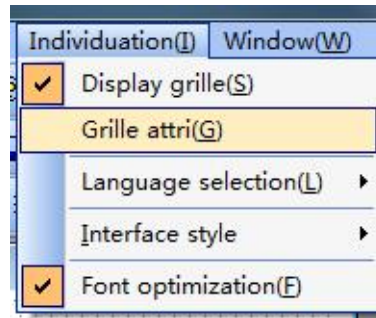 Individuation(I) Window(W)
Display grille(S)
Grille attri(G)
Language selection(L)
Interface style
Font optimization(F)